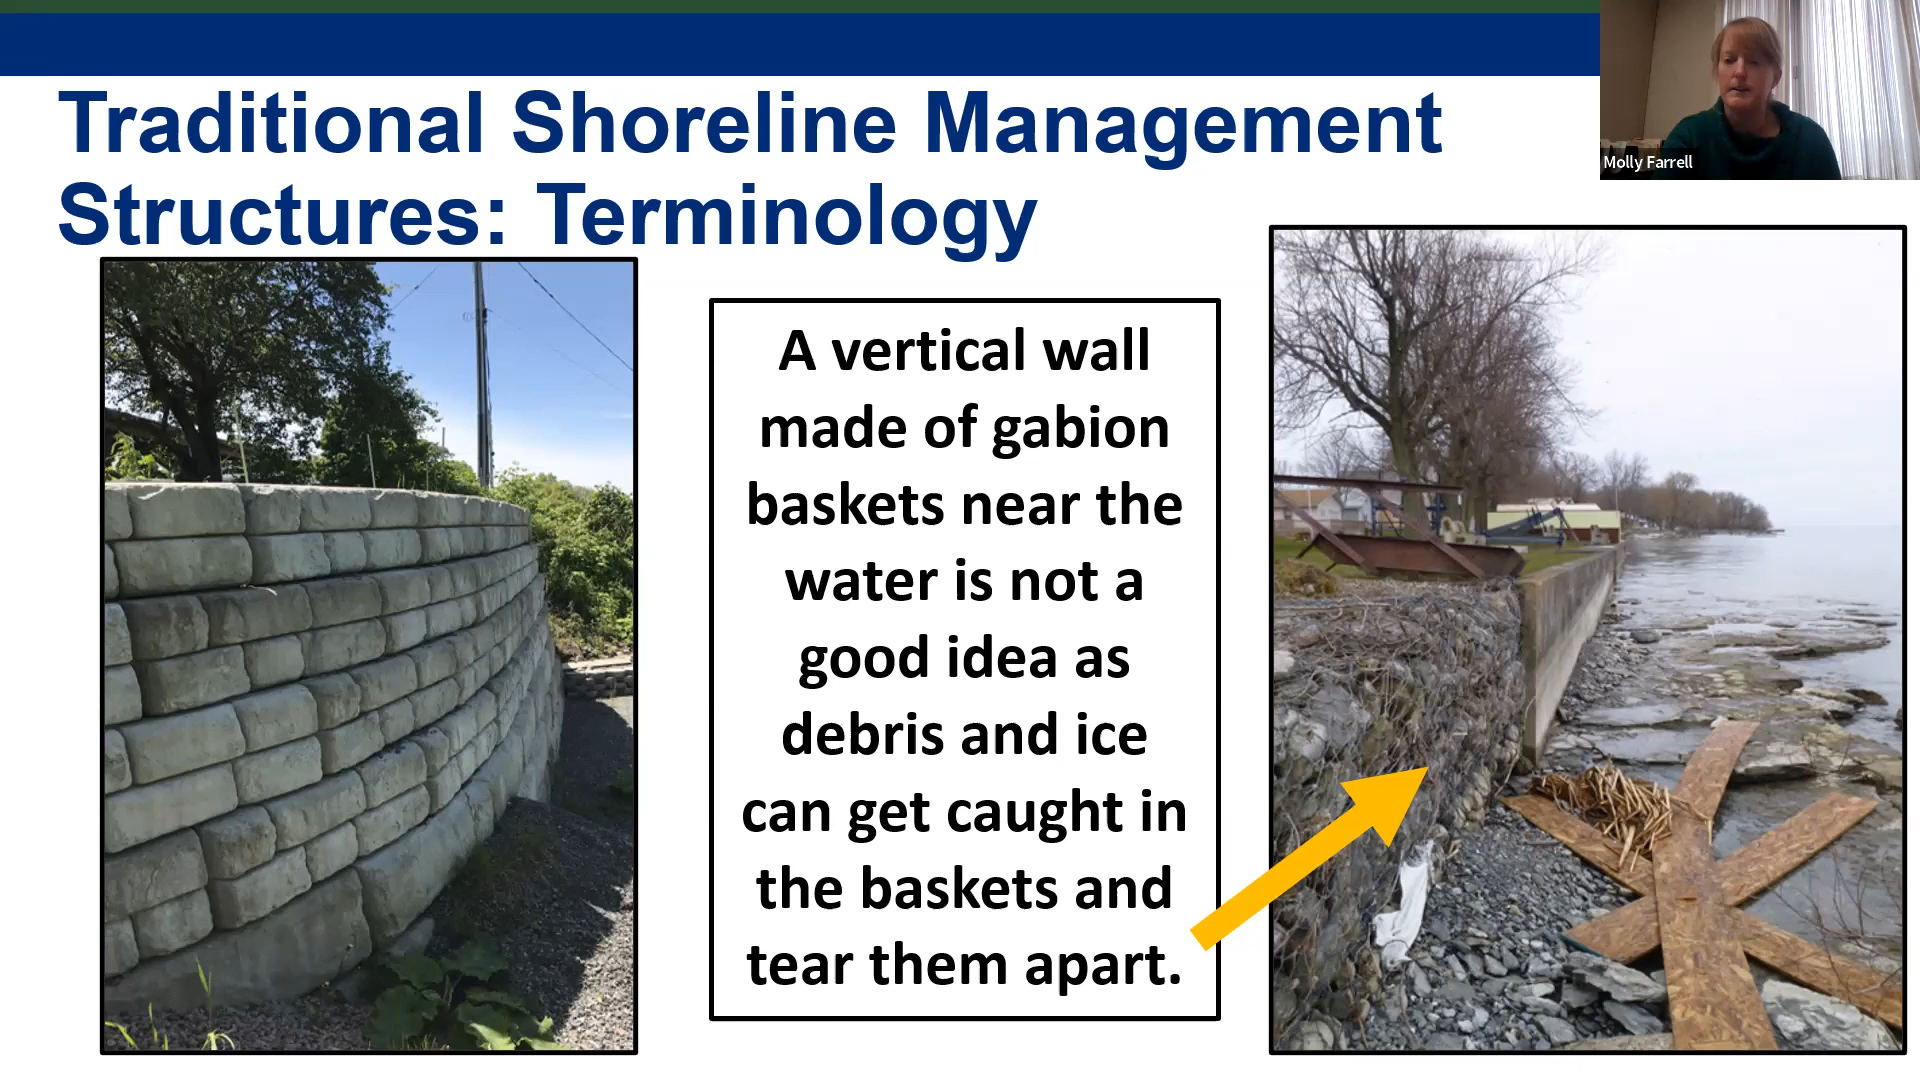 Traditional Shoreline Management
Structures: Terminology
Molly Farrell
A vertical wall
made of gabion
baskets near the
water is not a
good idea as
debris and ice
can get caught in
the baskets and
tear them apart.